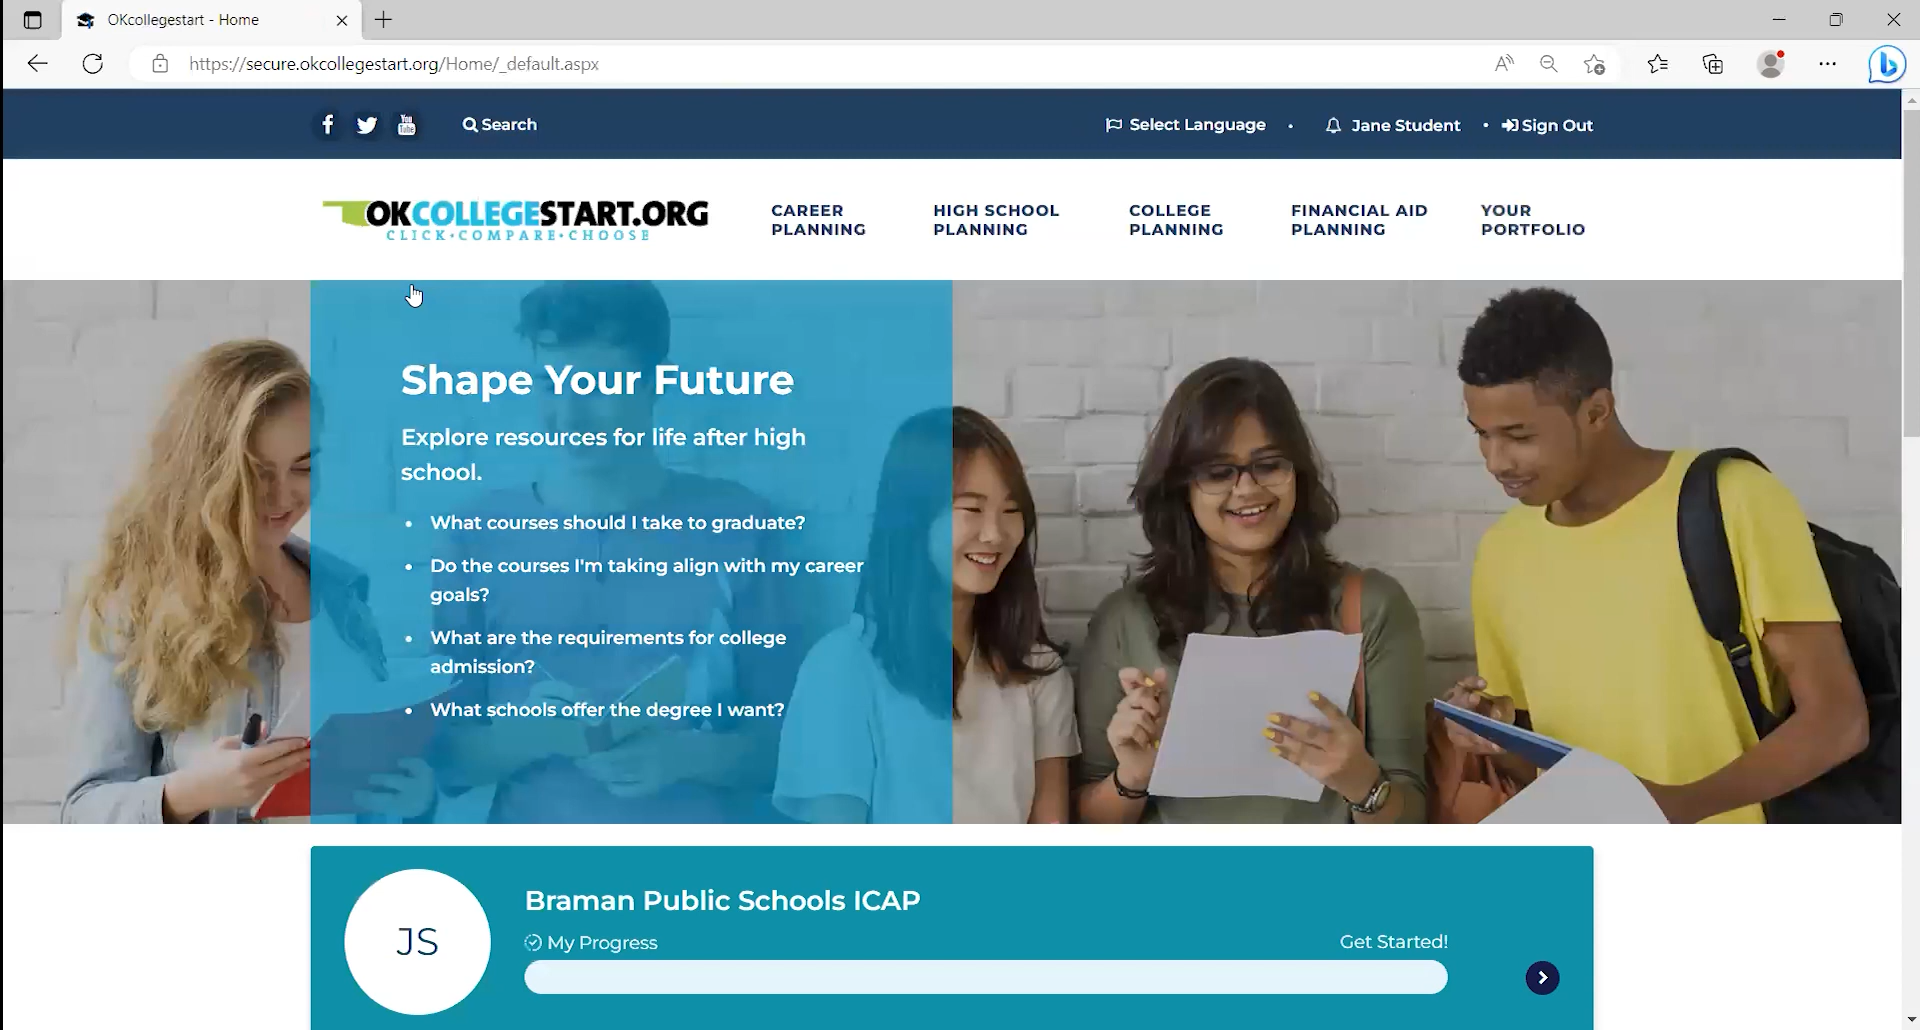 OKcollegestart - Home
https://secure.okcollegestart.org/Home/_default.aspx
Search
Select Language
Jane Student
Sign Out
OKCOLLEGESTART.ORG
CLICK•COMPARE•CHOOSE
CAREER
PLANNING
HIGH SCHOOL
PLANNING
COLLEGE
PLANNING
FINANCIAL AID
PLANNING
YOUR
PORTFOLIO
Shape Your Future
Explore resources for life after high
school.
• What courses should I take to graduate?
• Do the courses I'm taking align with my career
goals?
• What are the requirements for college
admission?
• What schools offer the degree I want?
JS
Braman Public Schools ICAP
My Progress
Get Started!